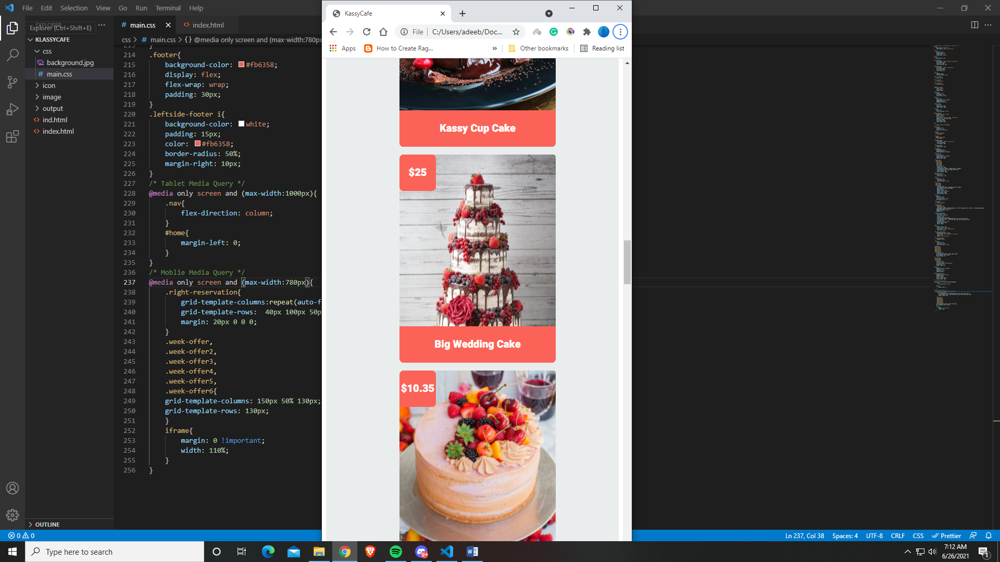 File Edit Selection View Go Run Terminal Help
EXPLORER
Explorer (Ctrl+Shift+E)
KLASSYCAFE
css
background.jpg
main.css
icon
image
output
ind.html
index.html
OUTLINE
main.css
index.html
css > # main.css > {} @media only screen and (max-width:780px
213 }
214 .footer{
215 background-color: #fb6358;
216 display: flex;
217 flex-wrap: wrap;
218 padding: 30px;
219 }
220 .leftside-footer i{
221 background-color: white;
222 padding: 15px;
223 color: #fb6358;
224 border-radius: 50%;
225 margin-right: 10px;
226 }
227 /* Tablet Media Query */
228 @media only screen and (max-width:1000px){
229 .nav{
230 flex-direction: column;
231 }
232 #home{
233 margin-left: 0;
234 }
235 }
236 /* Moblie Media Query */
237 @media only screen and (max-width:780px){
238 .right-reservation{
239 grid-template-columns:repeat(auto-f
240 grid-template-rows: 40px 100px 50p
241 margin: 20px 0 0 0;
242 }
243 .week-offer,
244 .week-offer2,
245 .week-offer3,
246 .week-offer4,
247 .week-offer5,
248 .week-offer6{
249 grid-template-columns: 150px 50% 130px;
250 grid-template-rows: 130px;
251 }
252 iframe{
253 margin: 0 !important;
254 width: 110%;
255 }
256 }
KassyCafe
File C:/Users/adeeb/Doc...
Apps How to Create Rag... » Other bookmarks Reading list
Kassy Cup Cake
$25
Big Wedding Cake
$10.35
0 0
Ln 237, Col 38 Spaces: 4 UTF-8 CRLF CSS Prettier
Type here to search
9+
7:12 AM
6/26/2021
1